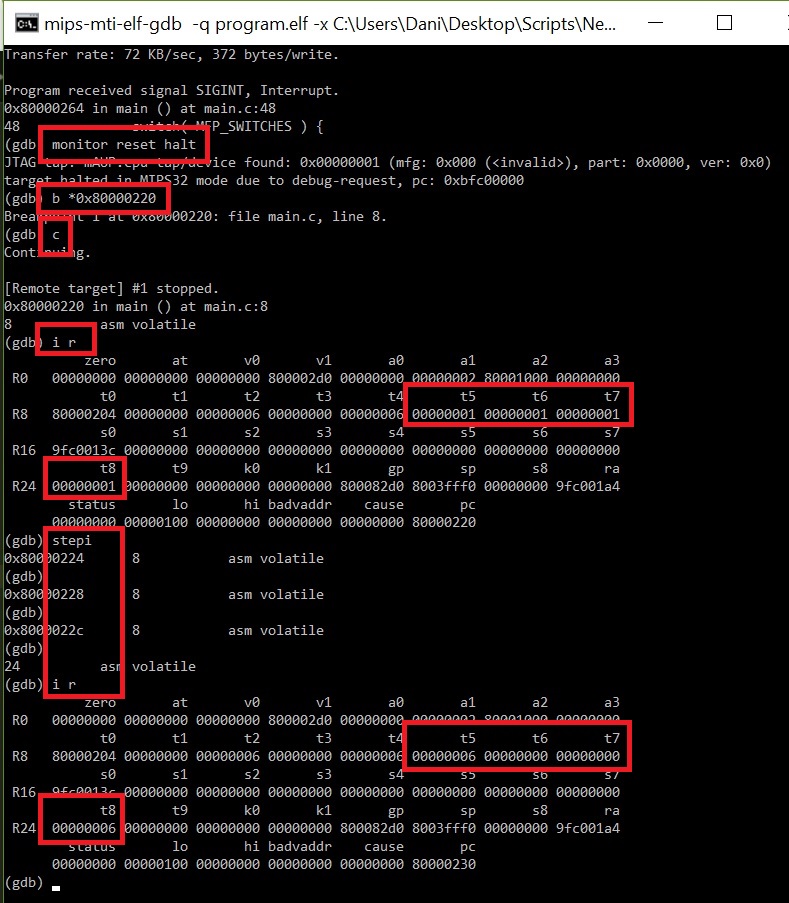 mips-mti-elf-gdb -q program.elf -x C:\Users\Dani\Desktop\Scripts\Ne...
Transfer rate: 72 KB/sec, 372 bytes/write.
Program received signal SIGINT, Interrupt.
0x80000264 in main () at main.c:48
48 switch( MFP_SWITCHES ) {
(gdb) monitor reset halt
JTAG tap: mAUP.cpu tap/device found: 0x00000001 (mfg: 0x000 (<invalid>), part: 0x0000, ver: 0x0)
target halted in MIPS32 mode due to debug-request, pc: 0xbfc00000
(gdb) b *0x80000220
Breakpoint 1 at 0x80000220: file main.c, line 8.
(gdb) c
Continuing.
[Remote target] #1 stopped.
0x80000220 in main () at main.c:8
8 asm volatile
(gdb) i r
zero at v0 v1 a0 a1 a2 a3
R0 00000000 00000000 00000000 800002d0 00000000 00000002 80001000 00000000
t0 t1 t2 t3 t4 t5 t6 t7
R8 80000204 00000000 00000006 00000000 00000006 00000001 00000001 00000001
s0 s1 s2 s3 s4 s5 s6 s7
R16 9fc0013c 00000000 00000000 00000000 00000000 00000000 00000000 00000000
t8 t9 k0 k1 gp sp s8 ra
R24 00000001 00000000 00000000 00000000 800082d0 8003fff0 00000000 9fc001a4
status lo hi badvaddr cause pc
00000000 00000100 00000000 00000000 00000000 80000220
(gdb) stepi
0x80000224 8 asm volatile
(gdb)
0x80000228 8 asm volatile
(gdb)
0x8000022c 8 asm volatile
(gdb)
24 asm volatile
(gdb) i r
zero at v0 v1 a0 a1 a2 a3
R0 00000000 00000000 00000000 800002d0 00000000 00000002 80001000 00000000
t0 t1 t2 t3 t4 t5 t6 t7
R8 80000204 00000000 00000006 00000000 00000006 00000006 00000000 00000000
s0 s1 s2 s3 s4 s5 s6 s7
R16 9fc0013c 00000000 00000000 00000000 00000000 00000000 00000000 00000000
t8 t9 k0 k1 gp sp s8 ra
R24 00000006 00000000 00000000 00000000 800082d0 8003fff0 00000000 9fc001a4
status lo hi badvaddr cause pc
00000000 00000100 00000000 00000000 00000000 80000230
(gdb)